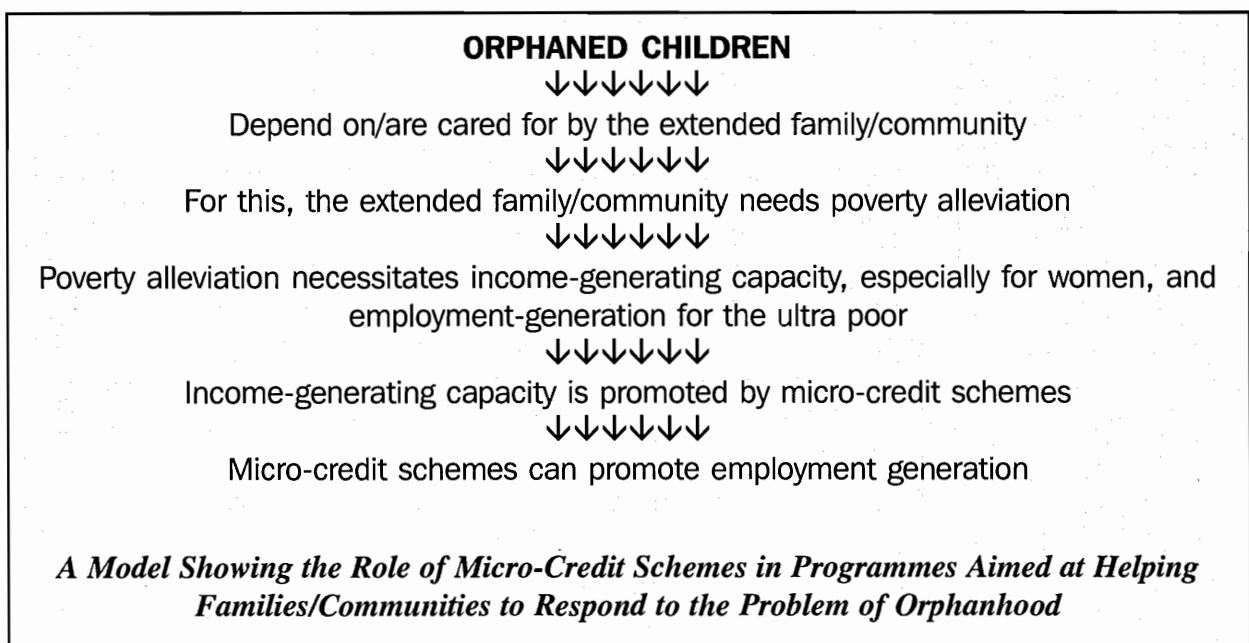 ORPHANED CHILDREN
↓↓↓↓↓↓
Depend on/are cared for by the extended family/community
↓↓↓↓↓↓
For this, the extended family/community needs poverty alleviation
↓↓↓↓↓↓
Poverty alleviation necessitates income-generating capacity, especially for women, and
employment-generation for the ultra poor
↓↓↓↓↓↓
Income-generating capacity is promoted by micro-credit schemes
↓↓↓↓↓↓
Micro-credit schemes can promote employment generation
A Model Showing the Role of Micro-Credit Schemes in Programmes Aimed at Helping
Families/Communities to Respond to the Problem of Orphanhood